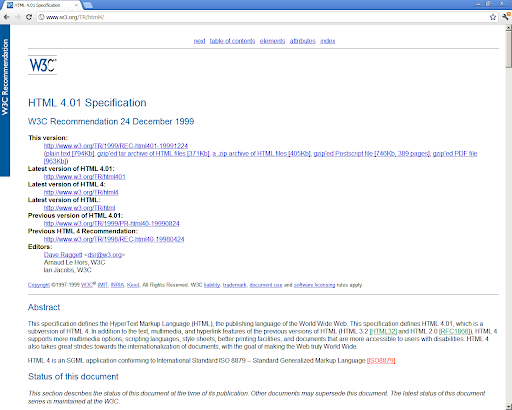 HTML 4.01 Specification
www.w3.org/TR/html4/
W3C Recommendation
next table of contents elements attributes index
W3C
HTML 4.01 Specification
W3C Recommendation 24 December 1999
This version:
http://www.w3.org/TR/1999/REC-html401-19991224
(plain text [794Kb], gzip'ed tar archive of HTML files [371Kb], a .zip archive of HTML files [405Kb], gzip'ed Postscript file [746Kb, 389 pages], gzip'ed PDF file
[963Kb])
Latest version of HTML 4.01:
http://www.w3.org/TR/html401
Latest version of HTML 4:
http://www.w3.org/TR/html4
Latest version of HTML:
http://www.w3.org/TR/html
Previous version of HTML 4.01:
http://www.w3.org/TR/1999/PR-html40-19990824
Previous HTML 4 Recommendation:
http://www.w3.org/TR/1998/REC-html40-19980424
Editors:
Dave Raggett <dsr@w3.org>
Arnaud Le Hors, W3C
Ian Jacobs, W3C
Copyright ©1997-1999 W3C® (MIT, INRIA, Keio), All Rights Reserved. W3C liability, trademark, document use and software licensing rules apply.
Abstract
This specification defines the HyperText Markup Language (HTML), the publishing language of the World Wide Web. This specification defines HTML 4.01, which is a
subversion of HTML 4. In addition to the text, multimedia, and hyperlink features of the previous versions of HTML (HTML 3.2 [HTML32] and HTML 2.0 [RFC1866]), HTML 4
supports more multimedia options, scripting languages, style sheets, better printing facilities, and documents that are more accessible to users with disabilities. HTML 4
also takes great strides towards the internationalization of documents, with the goal of making the Web truly World Wide.
HTML 4 is an SGML application conforming to International Standard ISO 8879 -- Standard Generalized Markup Language [ISO8879].
Status of this document
This section describes the status of this document at the time of its publication. Other documents may supersede this document. The latest status of this document
series is maintained at the W3C.